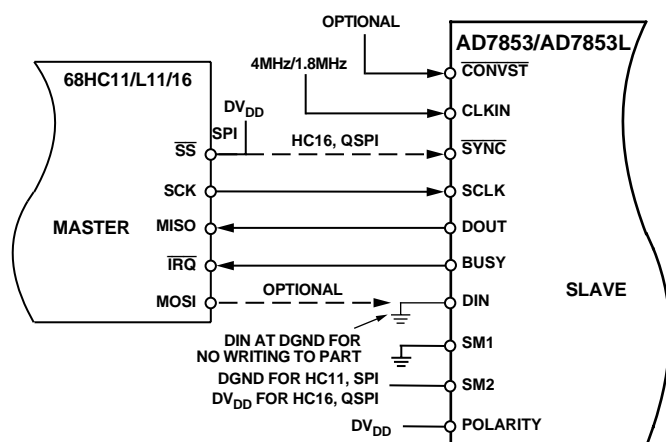 OPTIONAL
AD7853/AD7853L
4MHz/1.8MHz
CONVST
68HC11/L11/16
CLKIN
DVDD
SPI
HC16, QSPI
SS
SYNC
SCK
SCLK
MASTER
MISO
DOUT
IRQ
BUSY
SLAVE
MOSI
OPTIONAL
DIN
DIN AT DGND FOR
NO WRITING TO PART
SM1
DGND FOR HC11, SPI
DVDD FOR HC16, QSPI
SM2
DVDD
POLARITY